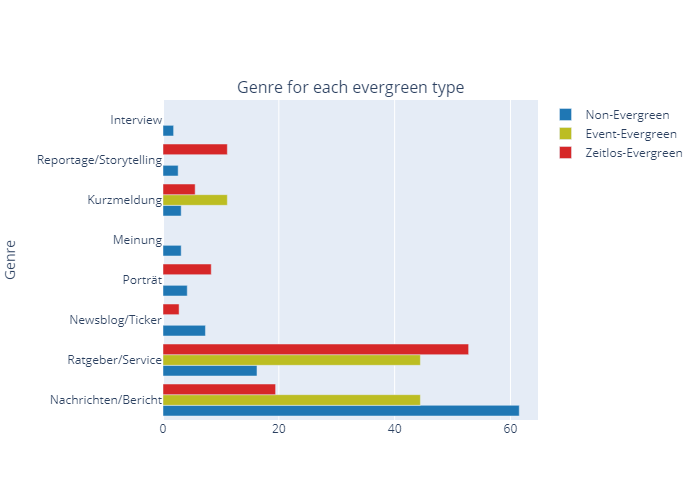 Genre for each evergreen type
Non-Evergreen
Event-Evergreen
Zeitlos-Evergreen
Genre
Interview
Reportage/Storytelling
Kurzmeldung
Meinung
Porträt
Newsblog/Ticker
Ratgeber/Service
Nachrichten/Bericht
0 20 40 60